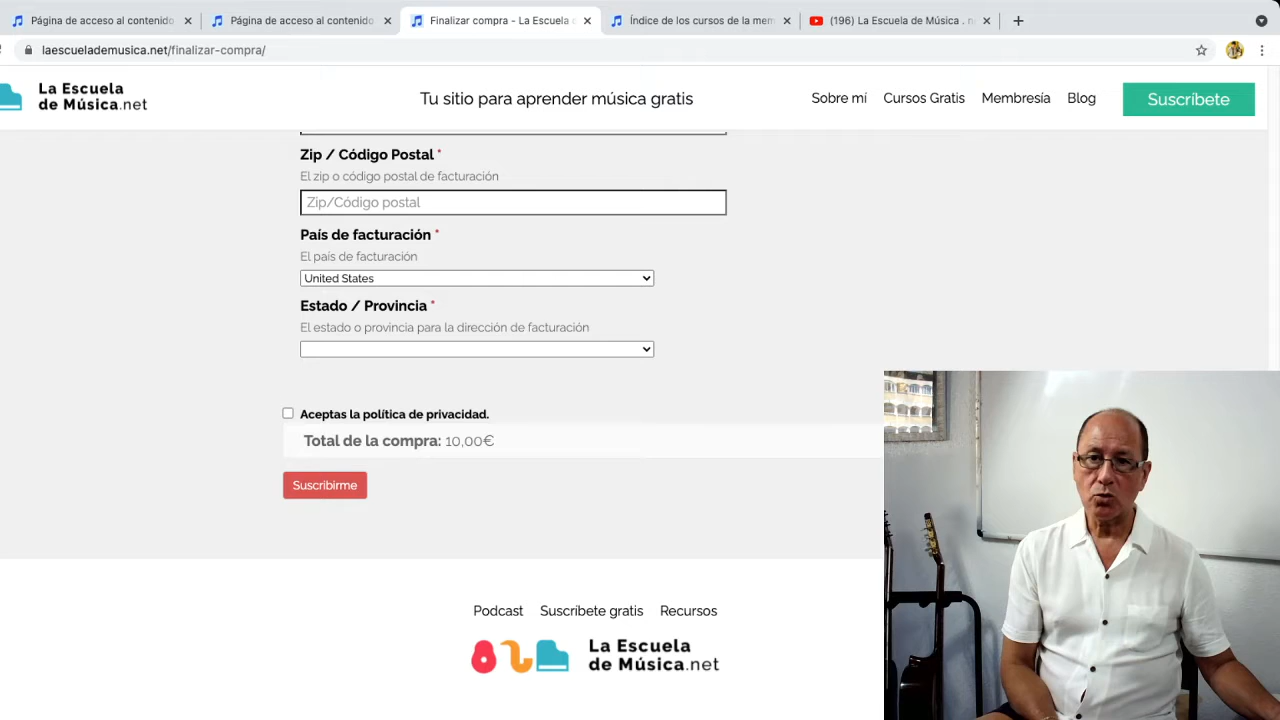 Página de acceso al contenido
Página de acceso al contenido
Finalizar compra - La Escuela
Índice de los cursos de la mem
(196) La Escuela de Música .
laescuelademusica.net/finalizar-compra/
La Escuela
de Música.net
Tu sitio para aprender música gratis
Sobre mí
Cursos Gratis
Membresía
Blog
Suscríbete
Zip / Código Postal *
El zip o código postal de facturación
Zip/Código postal
País de facturación *
El país de facturación
United States
Estado / Provincia *
El estado o provincia para la dirección de facturación
Aceptas la política de privacidad.
Total de la compra: 10,00€
Suscribirme
Podcast
Suscríbete gratis
Recursos
La Escuela
de Música.net